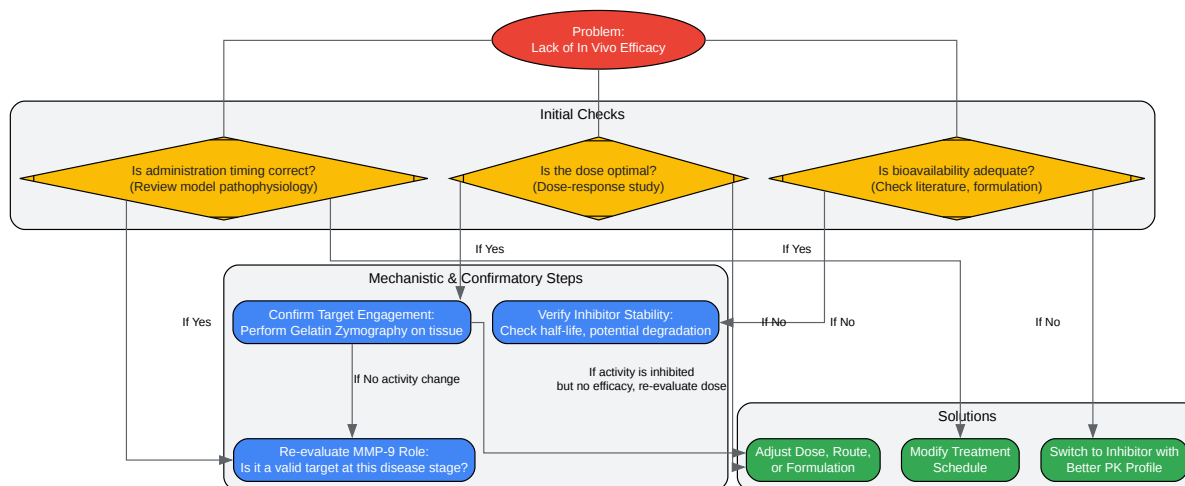 Problem:
Lack of In Vivo Efficacy
Initial Checks
Is administration timing correct?
(Review model pathophysiology)
Is the dose optimal?
(Dose-response study)
Is bioavailability adequate?
(Check literature, formulation)
If Yes
If Yes
Mechanistic & Confirmatory Steps
Confirm Target Engagement:
Perform Gelatin Zymography on tissue
Verify Inhibitor Stability:
Check half-life, potential degradation
If Yes
If No
If No
If No
If No activity change
If activity is inhibited
but no efficacy, re-evaluate dose
Solutions
Re-evaluate MMP-9 Role:
Is it a valid target at this disease stage?
Adjust Dose, Route,
or Formulation
Modify Treatment
Schedule
Switch to Inhibitor with
Better PK Profile